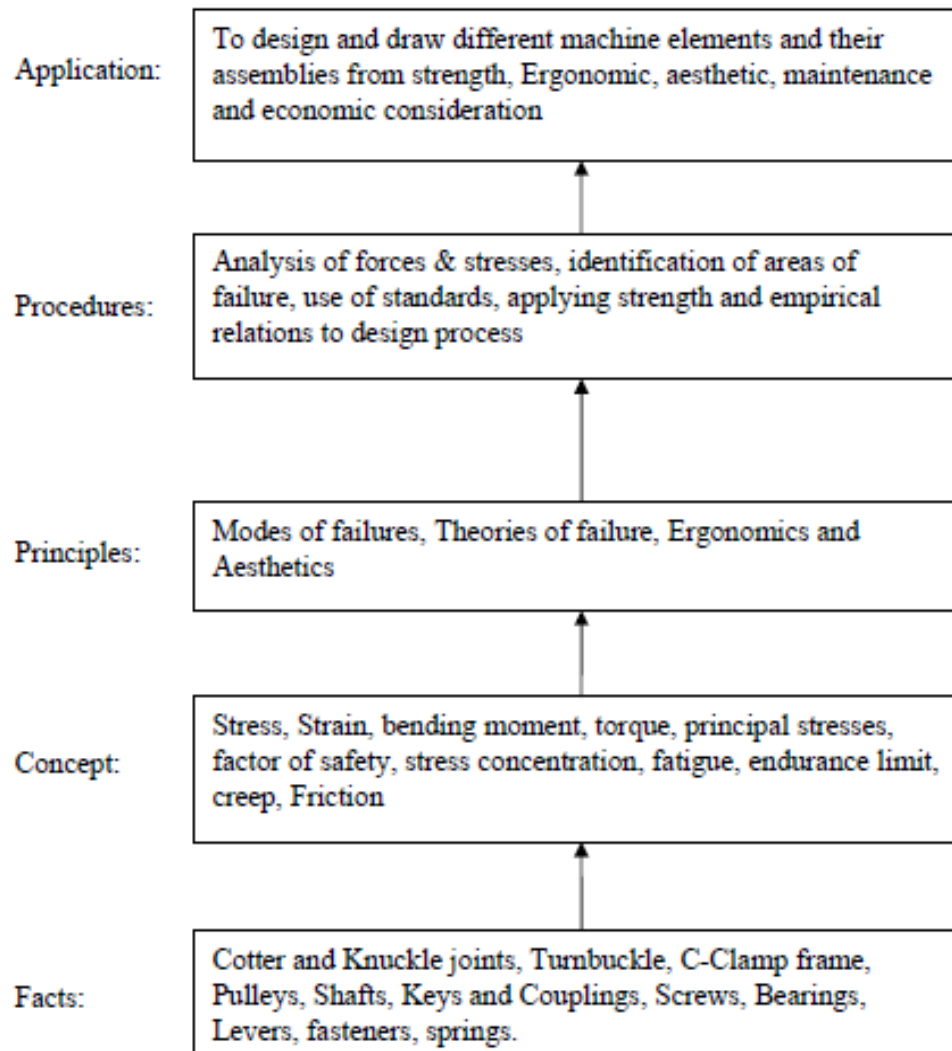 Application:
To design and draw different machine elements and their
assemblies from strength, Ergonomic, aesthetic, maintenance
and economic consideration
Procedures:
Analysis of forces & stresses, identification of areas of
failure, use of standards, applying strength and empirical
relations to design process
Principles:
Modes of failures, Theories of failure, Ergonomics and
Aesthetics
Concept:
Stress, Strain, bending moment, torque, principal stresses,
factor of safety, stress concentration, fatigue, endurance limit,
creep, Friction
Facts:
Cotter and Knuckle joints, Turnbuckle, C-Clamp frame,
Pulleys, Shafts, Keys and Couplings, Screws, Bearings,
Levers, fasteners, springs.